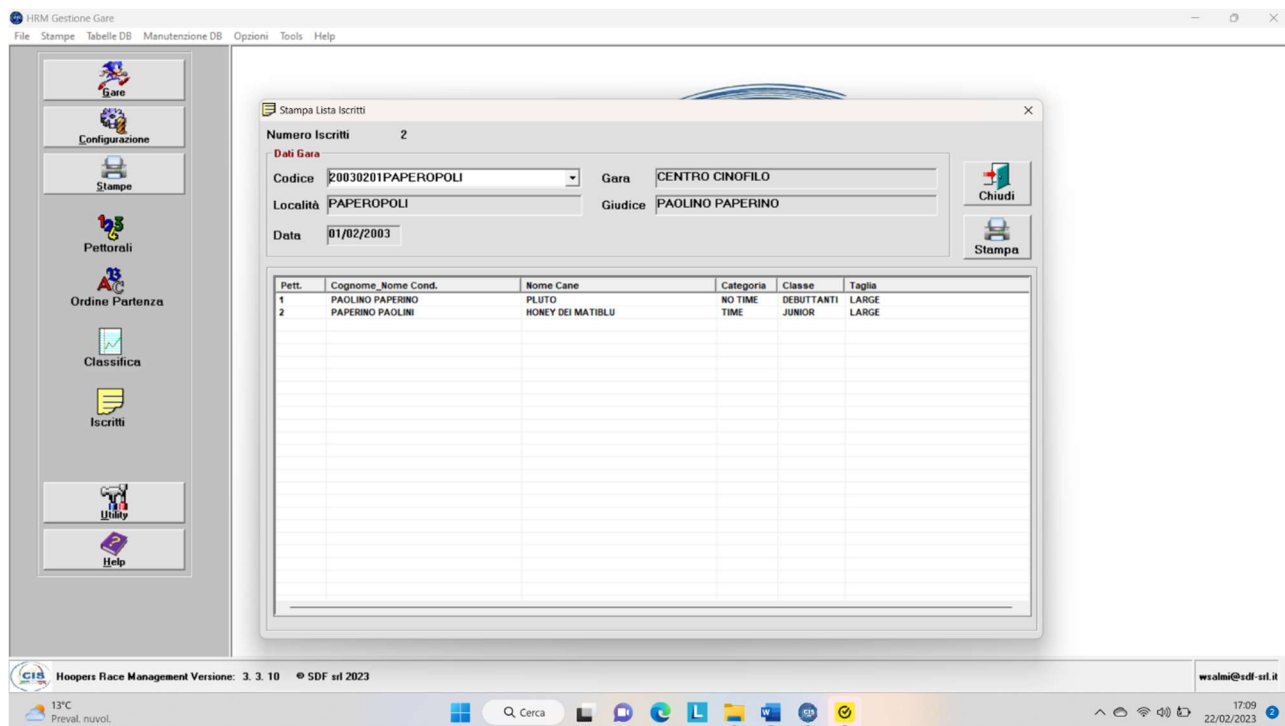 HRM Gestione Gare
File Stampe Tabelle DB Manutenzione DB Opzioni Tools Help
Gare
Configurazione
Stampe
Pettorali
Ordine Partenza
Classifica
Iscritti
Utility
Help
Stampa Lista Iscritti
Numero Iscritti 2
Dati Gara
Codice 20030201PAPEROPOLI Gara CENTRO CINOFILO
Località PAPEROPOLI Giudice PAOLINO PAPERINO
Data 01/02/2003
Chiudi
Stampa
Pett. Cognome_Nome Cond. Nome Cane Categoria Classe Taglia
1 PAOLINO PAPERINO PLUTO NO TIME DEBUTTANTI LARGE
2 PAPERINO PAOLINI HONEY DEI MATIBLU TIME JUNIOR LARGE
CIS Hoopers Race Management Versione: 3. 3. 10 © SDF srl 2023 wsalmi@sdf-srl.it
13°C
Preval. nuvol.
Cerca
17:09
22/02/2023
2